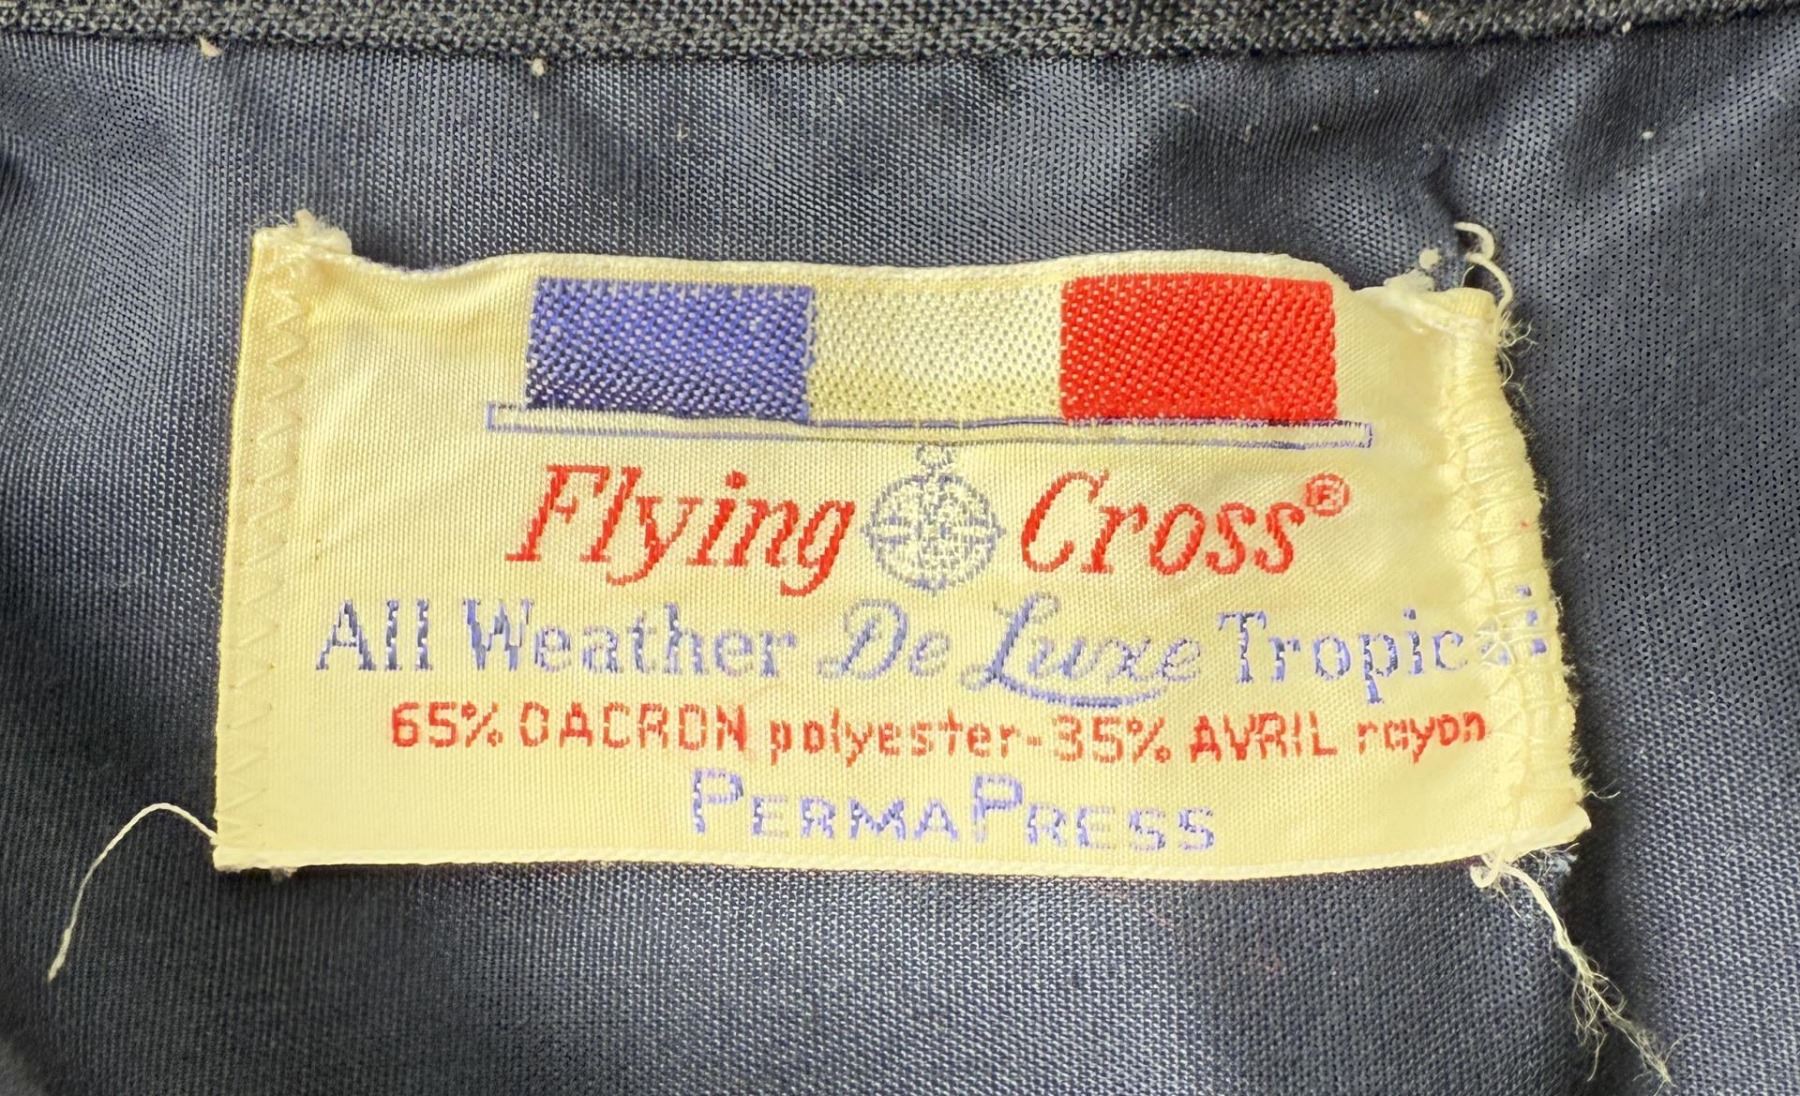 Flying Cross®
All Weather De Luxe Tropical
65% DACRON polyester-35% AVRIL rayon
PERMAPRESS